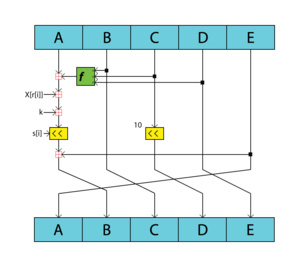 A B C D E
f
X[r[i]]
k
10
s[i] << <<
A B C D E